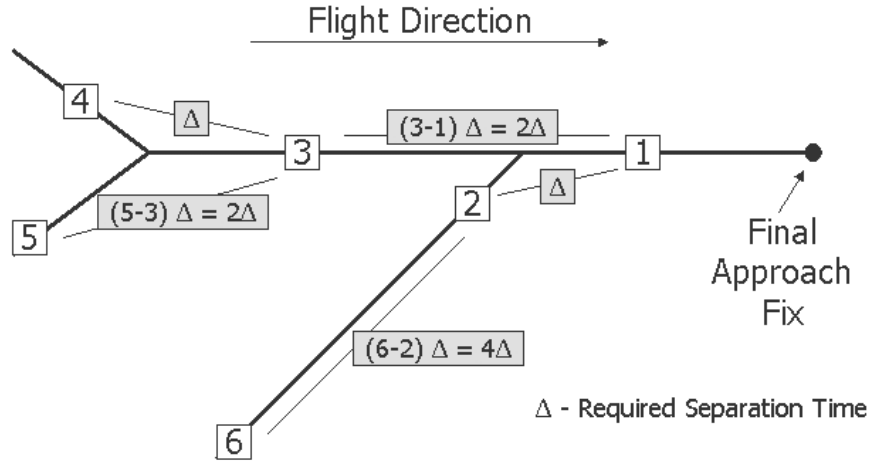 Flight Direction
4
Δ
(3-1) Δ = 2Δ
3
1
Δ
2
(5-3) Δ = 2Δ
5
Final
Approach
Fix
(6-2) Δ = 4Δ
Δ - Required Separation Time
6